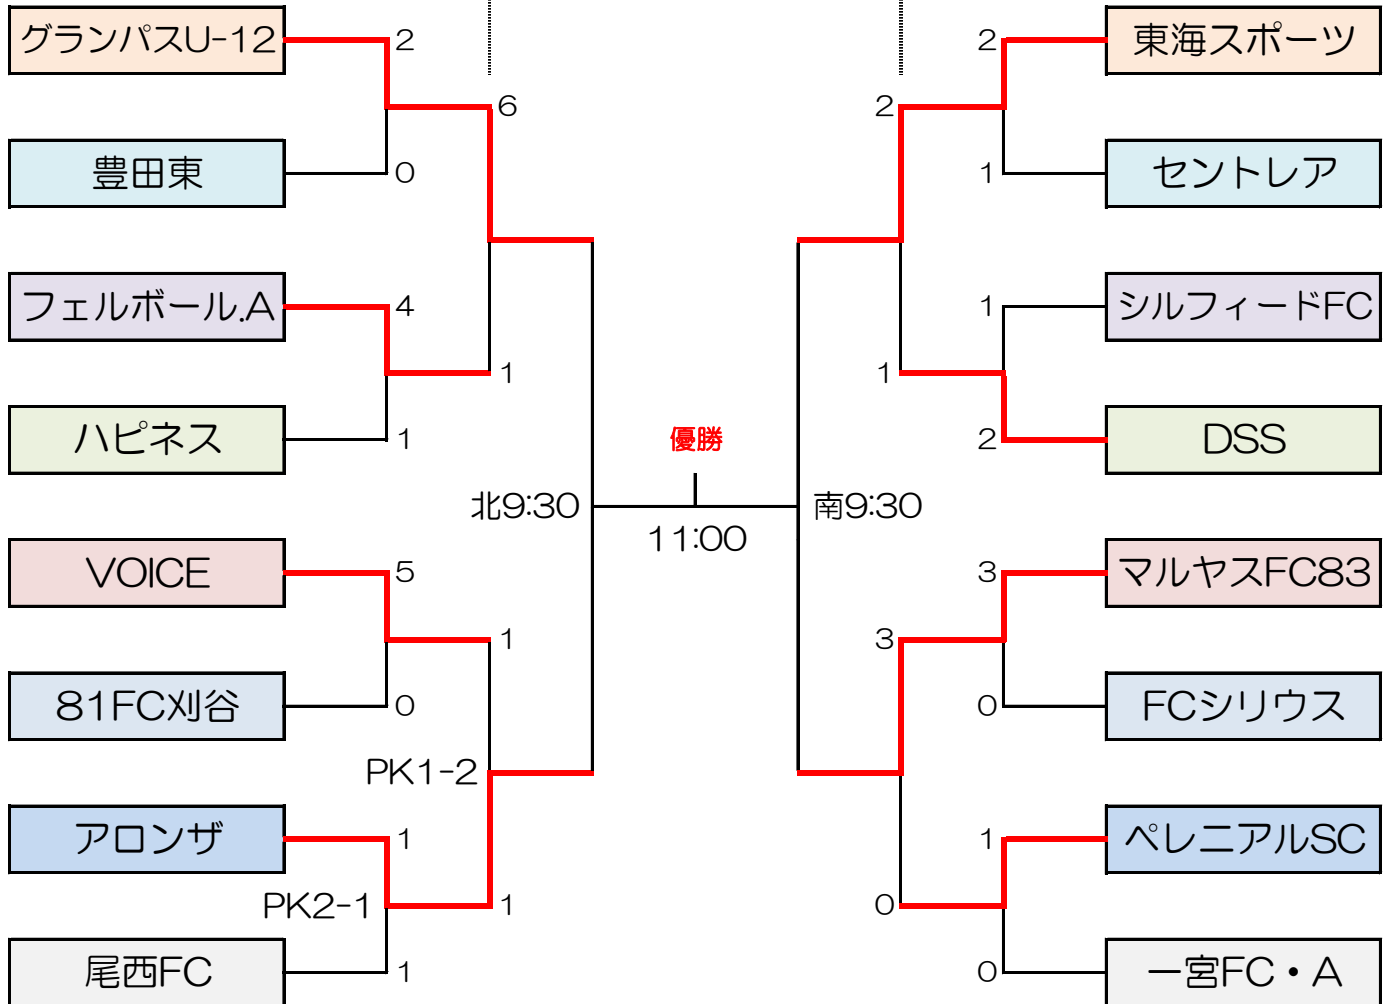 グランパスU-12
2
2
東海スポーツ
6
2
豊田東
0
1
セントレア
フェルボール.A
4
1
シルフィードFC
1
1
ハピネス
1
優勝
2
DSS
北9:30
南9:30
11:00
VOICE
5
3
マルヤスFC83
1
3
81FC刈谷
0
0
FCシリウス
PK1-2
アロンザ
1
1
ペレニアルSC
PK2-1
1
0
尾西FC
1
0
一宮FC・A